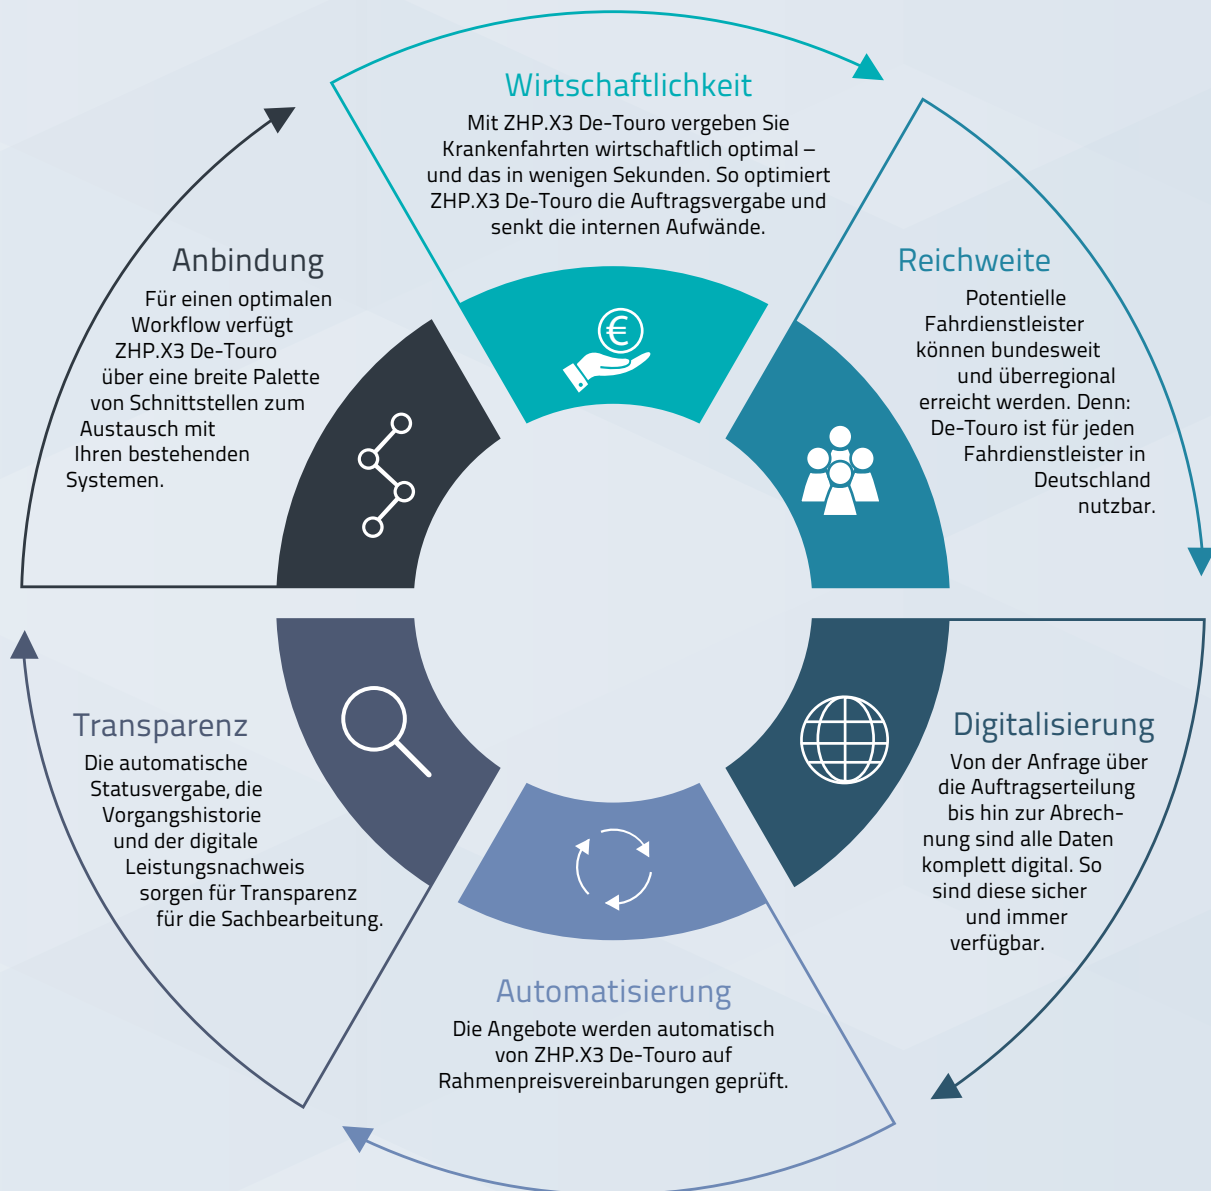 Wirtschaftlichkeit
Mit ZHP.X3 De-Touro vergeben Sie
Krankenfahrten wirtschaftlich optimal –
und das in wenigen Sekunden. So optimiert
ZHP.X3 De-Touro die Auftragsvergabe und
senkt die internen Aufwände.
Reichweite
Potentielle
Fahrdienstleister
können bundesweit
und überregional
erreicht werden. Denn:
De-Touro ist für jeden
Fahrdienstleister in
Deutschland
nutzbar.
Digitalisierung
Von der Anfrage über
die Auftragserteilung
bis hin zur Abrech-
nung sind alle Daten
komplett digital. So
sind diese sicher
und immer
verfügbar.
Automatisierung
Die Angebote werden automatisch
von ZHP.X3 De-Touro auf
Rahmenpreisvereinbarungen geprüft.
Transparenz
Die automatische
Statusvergabe, die
Vorgangshistorie
und der digitale
Leistungsnachweis
sorgen für Transparenz
für die Sachbearbeitung.
Anbindung
Für einen optimalen
Workflow verfügt
ZHP.X3 De-Touro
über eine breite Palette
von Schnittstellen zum
Austausch mit
Ihren bestehenden
Systemen.
€